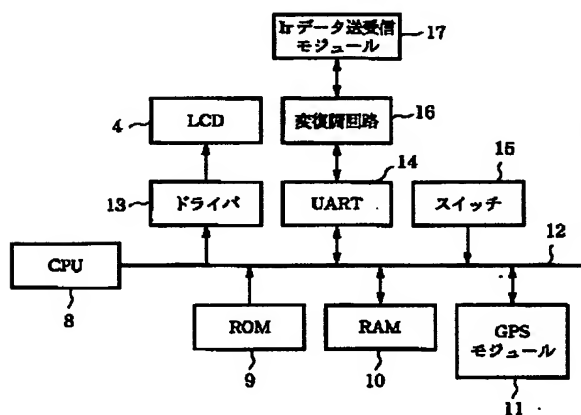 Irデータ送受信
モジュール
17
4
LCD
変復調回路
16
14
15
13
ドライバ
UART
スイッチ
12
CPU
8
ROM
RAM
GPS
モジュール
9
10
11